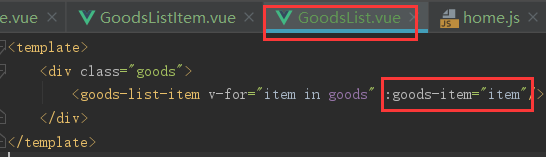 e.vue GoodsListItem.vue GoodsList.vue home.js
<template>
<div class="goods">
<goods-list-item v-for="item in goods" :goods-item="item"/>
</div>
</template>